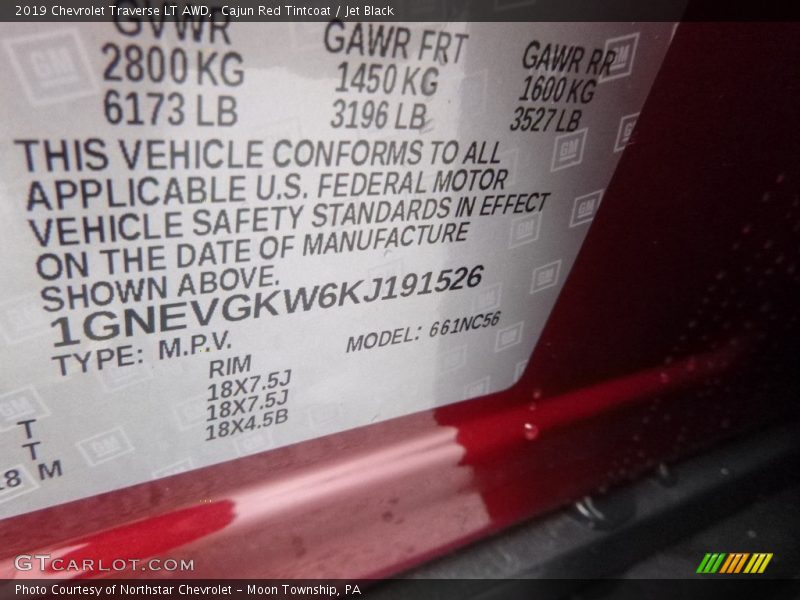 2019 Chevrolet Traverse LT AWD, Cajun Red Tintcoat / Jet Black
GVWR GAWR FRT GAWR RR
2800 KG 1450 KG 1600 KG
6173 LB 3196 LB 3527 LB
THIS VEHICLE CONFORMS TO ALL
APPLICABLE U.S. FEDERAL MOTOR
VEHICLE SAFETY STANDARDS IN EFFECT
ON THE DATE OF MANUFACTURE
SHOWN ABOVE.
1GNEVGKW6KJ191526
TYPE: M.P.V. MODEL: 661NC56
RIM
18X7.5J
T 18X7.5J
T 18X4.5B
18 M
GM
GTCARLOT.COM
Photo Courtesy of Northstar Chevrolet - Moon Township, PA